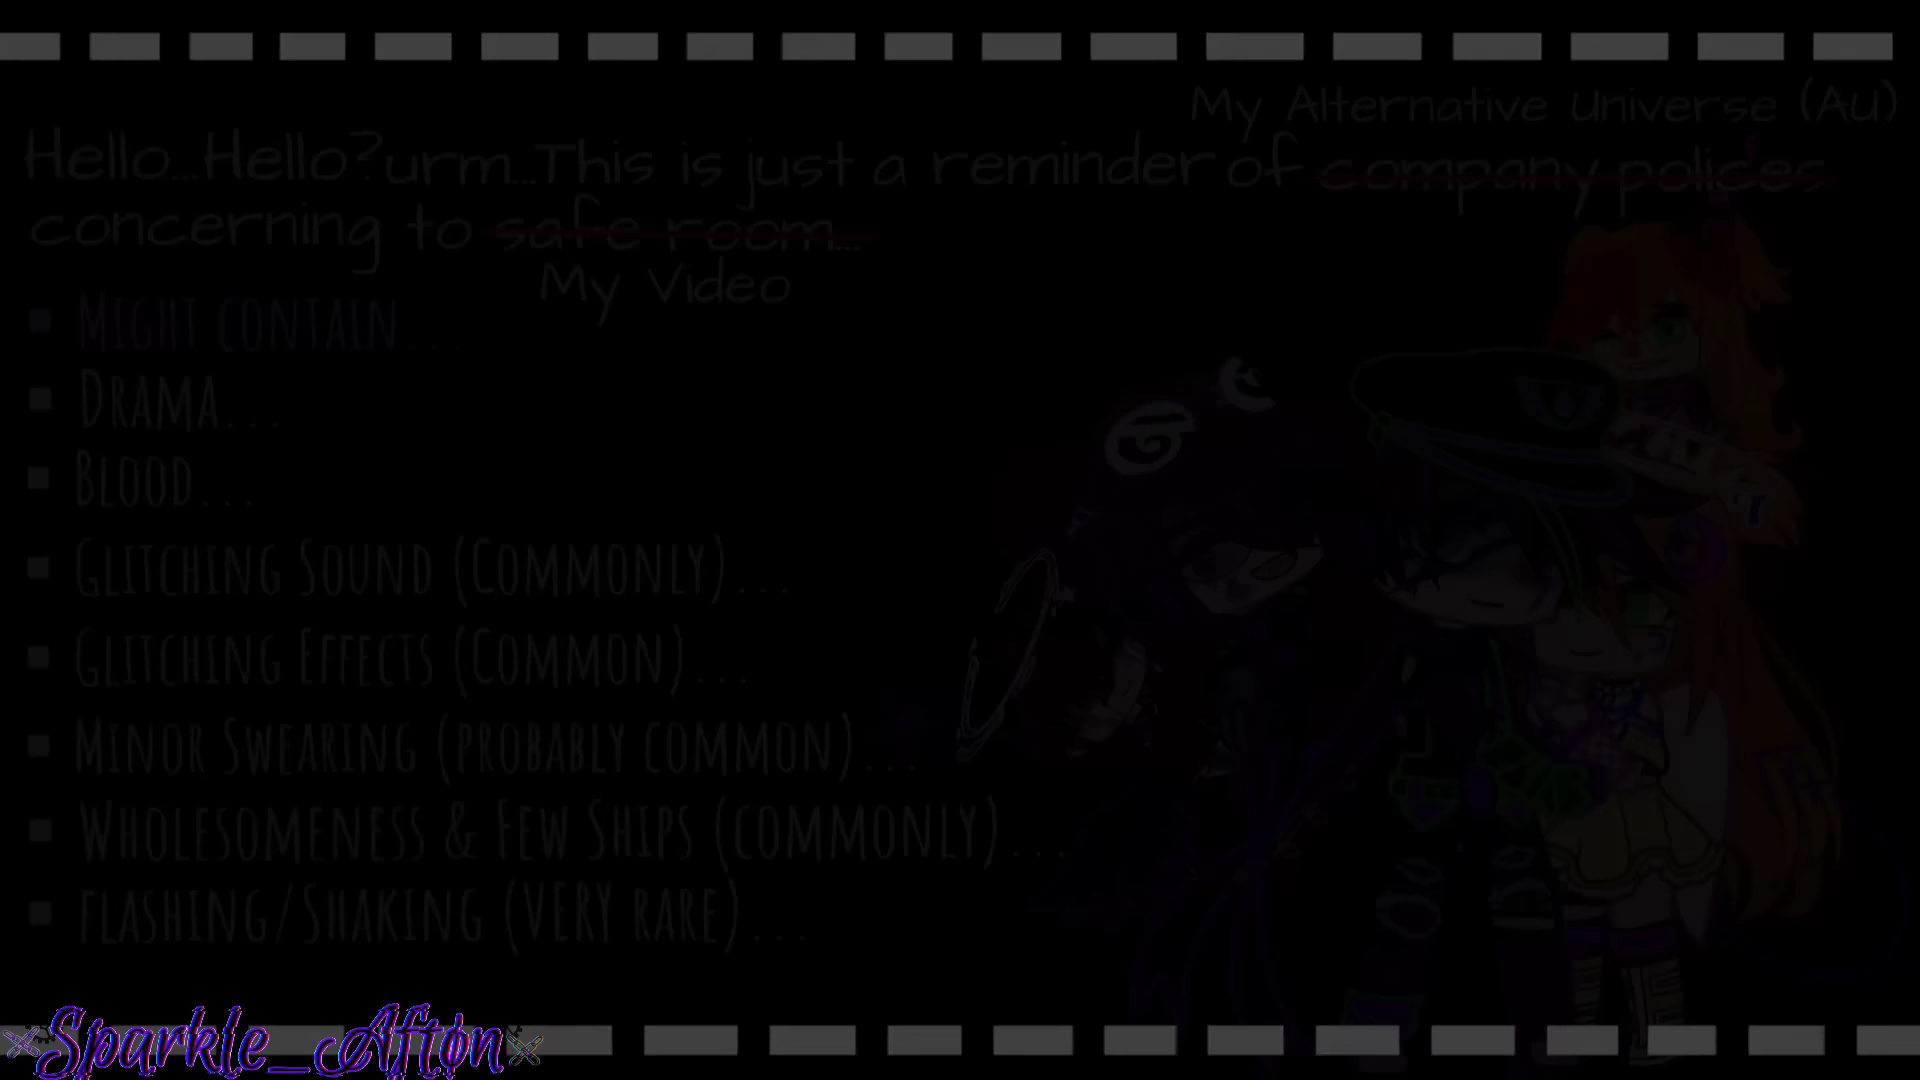 My Alternative Universe (AU)
Hello...Hello?urm...This is just a reminder of company policies
concerning to safe room...
My Video
Might contain...
Drama...
Blood...
Glitching Sound (Commonly)...
Glitching Effects (Common)...
Minor Swearing (probably common)...
Wholesomeness & Few Ships (commonly)...
flashing/Shaking (VERY rare)...
Sparkle_Afton